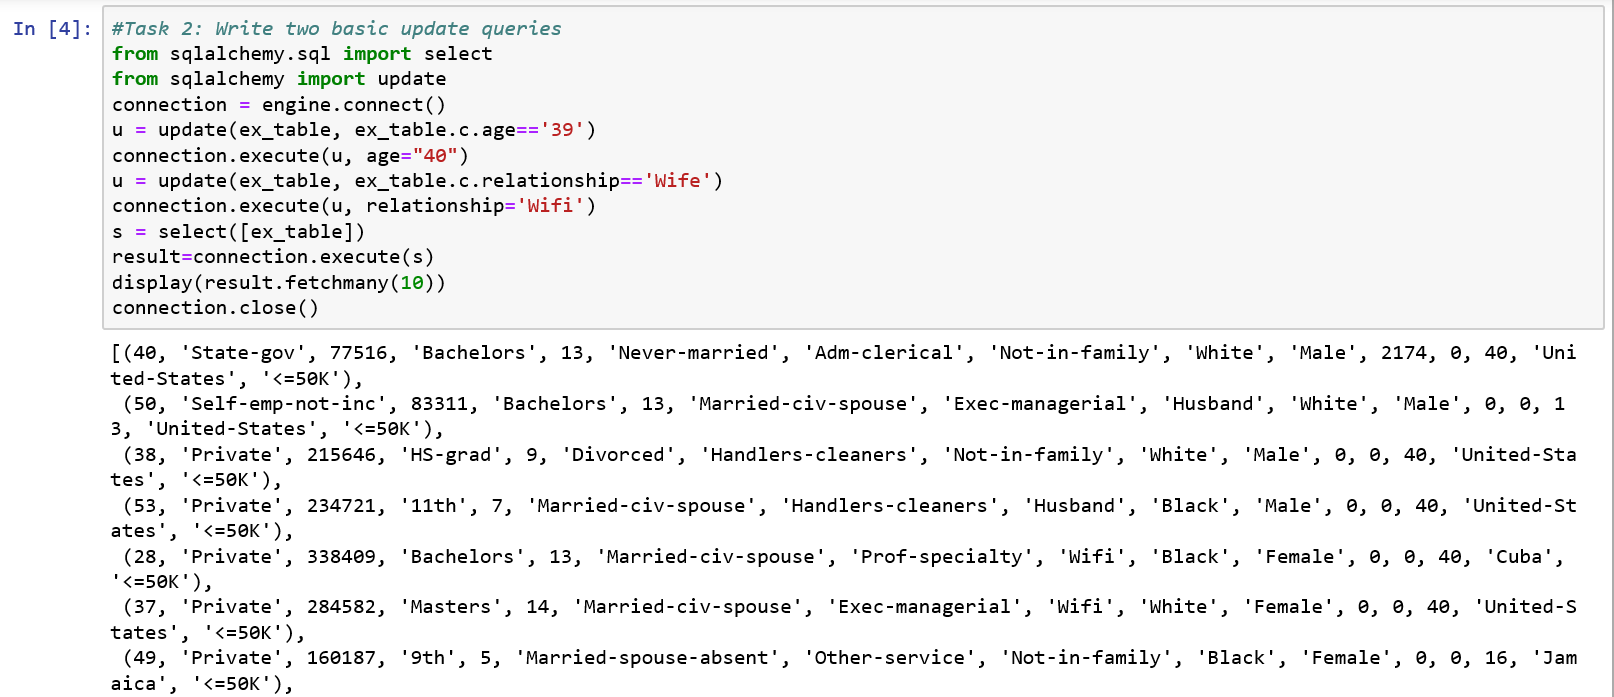 In [4]: #Task 2: Write two basic update queries
from sqlalchemy.sql import select
from sqlalchemy import update
connection = engine.connect()
u = update(ex_table, ex_table.c.age=='39')
connection.execute(u, age="40")
u = update(ex_table, ex_table.c.relationship=='Wife')
connection.execute(u, relationship='Wifi')
s = select([ex_table])
result=connection.execute(s)
display(result.fetchmany(10))
connection.close()
[(40, 'State-gov', 77516, 'Bachelors', 13, 'Never-married', 'Adm-clerical', 'Not-in-family', 'White', 'Male', 2174, 0, 40, 'Uni
ted-States', '<=50K'),
(50, 'Self-emp-not-inc', 83311, 'Bachelors', 13, 'Married-civ-spouse', 'Exec-managerial', 'Husband', 'White', 'Male', 0, 0, 1
3, 'United-States', '<=50K'),
(38, 'Private', 215646, 'HS-grad', 9, 'Divorced', 'Handlers-cleaners', 'Not-in-family', 'White', 'Male', 0, 0, 40, 'United-Sta
tes', '<=50K'),
(53, 'Private', 234721, '11th', 7, 'Married-civ-spouse', 'Handlers-cleaners', 'Husband', 'Black', 'Male', 0, 0, 40, 'United-St
ates', '<=50K'),
(28, 'Private', 338409, 'Bachelors', 13, 'Married-civ-spouse', 'Prof-specialty', 'Wifi', 'Black', 'Female', 0, 0, 40, 'Cuba',
'<=50K'),
(37, 'Private', 284582, 'Masters', 14, 'Married-civ-spouse', 'Exec-managerial', 'Wifi', 'White', 'Female', 0, 0, 40, 'United-S
tates', '<=50K'),
(49, 'Private', 160187, '9th', 5, 'Married-spouse-absent', 'Other-service', 'Not-in-family', 'Black', 'Female', 0, 0, 16, 'Jam
aica', '<=50K'),